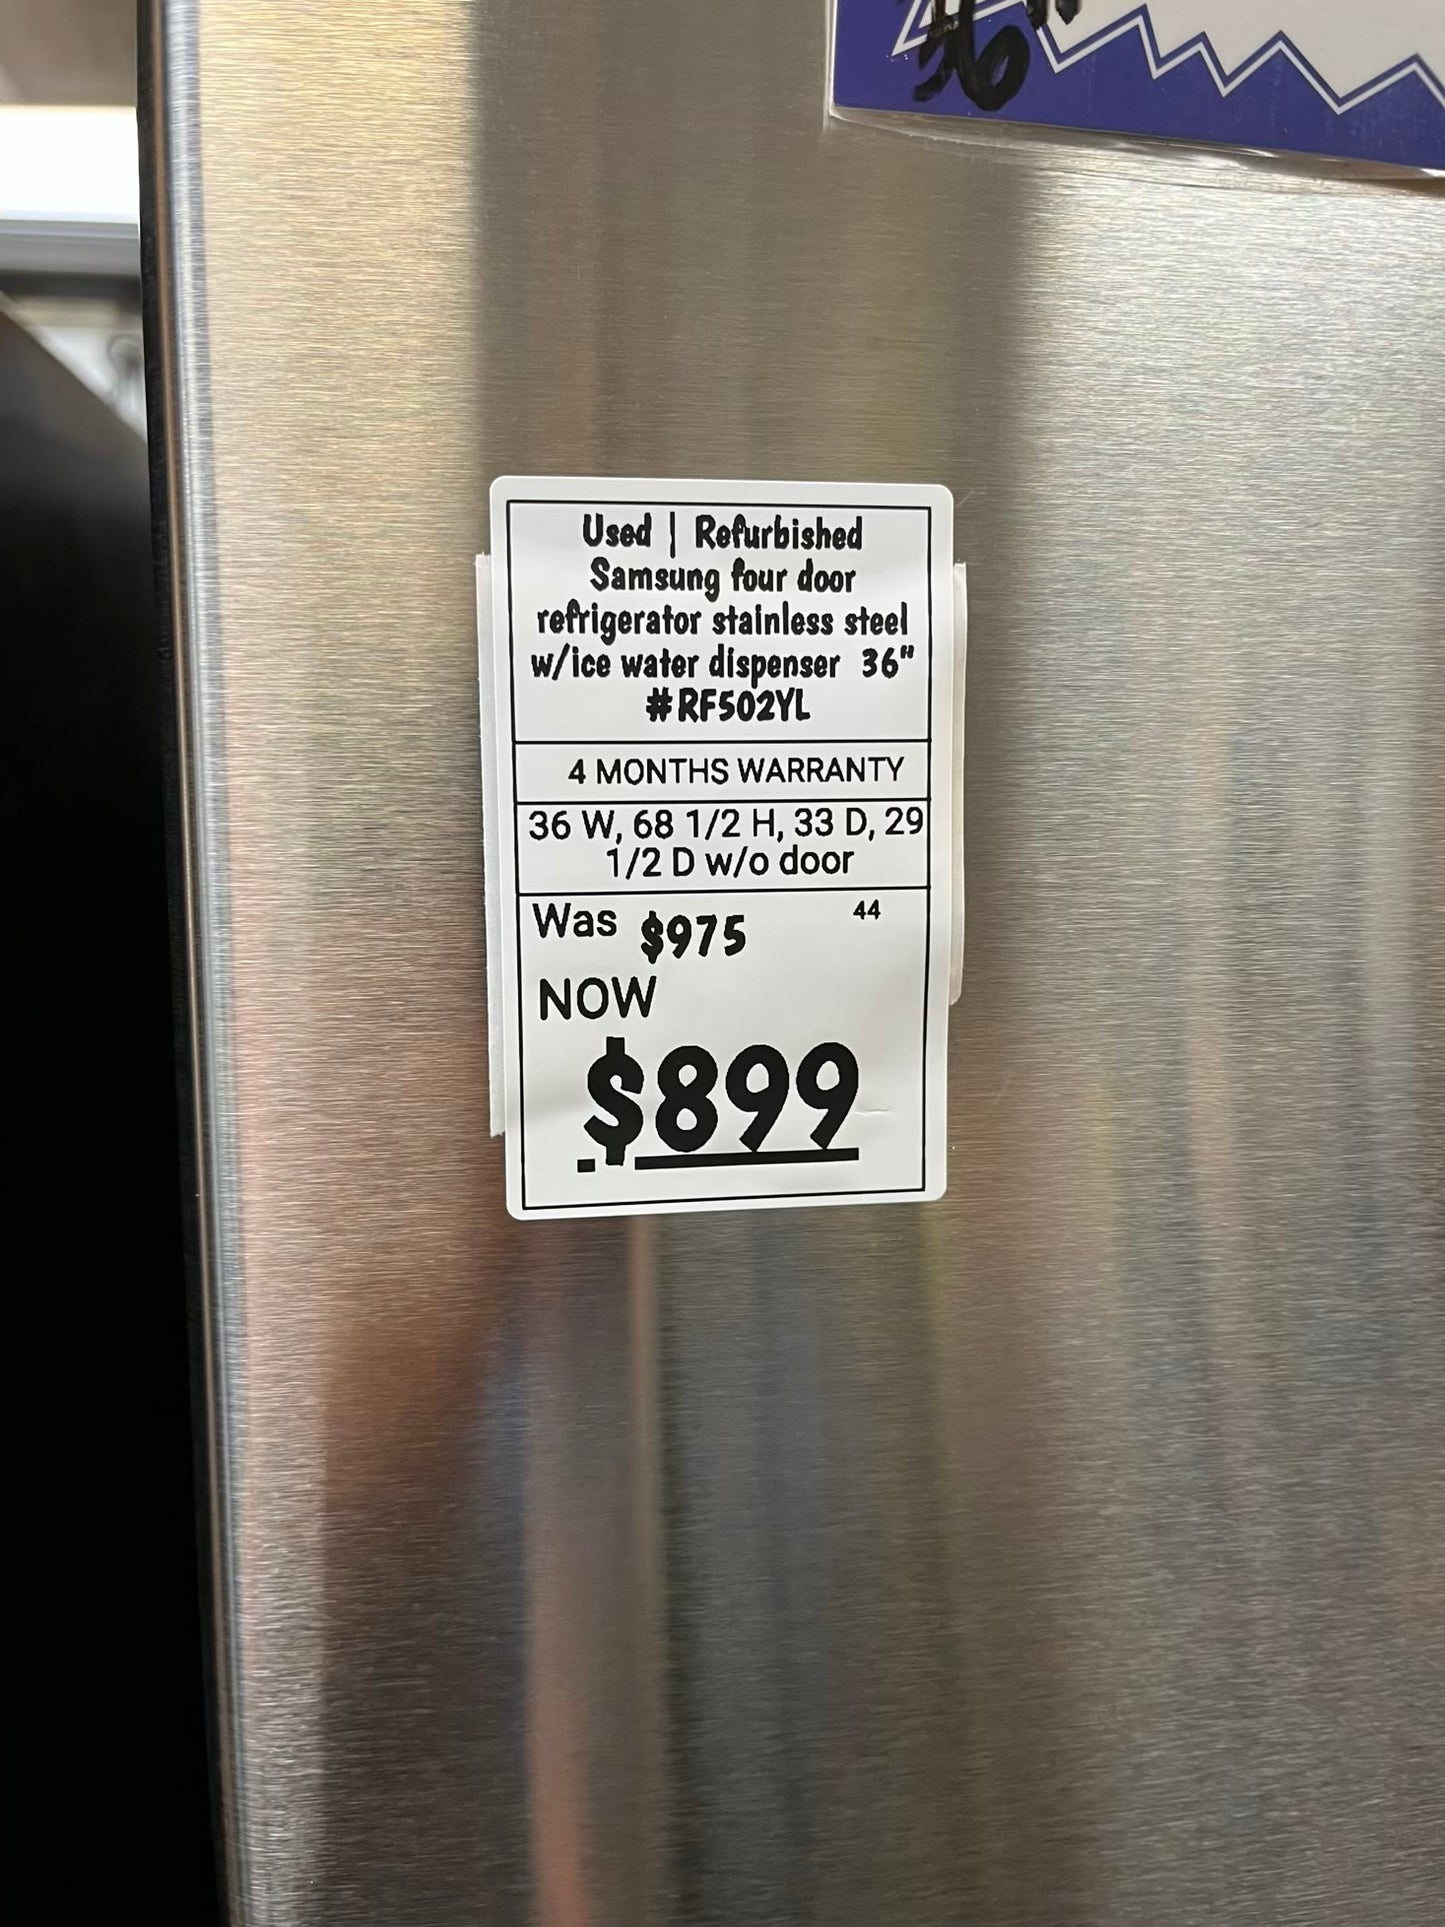 36"
Used | Refurbished
Samsung four door
refrigerator stainless steel
w/ice water dispenser 36"
#RF502YL
4 MONTHS WARRANTY
36 W, 68 1/2 H, 33 D, 29
1/2 D w/o door
Was $975 44
NOW
$899